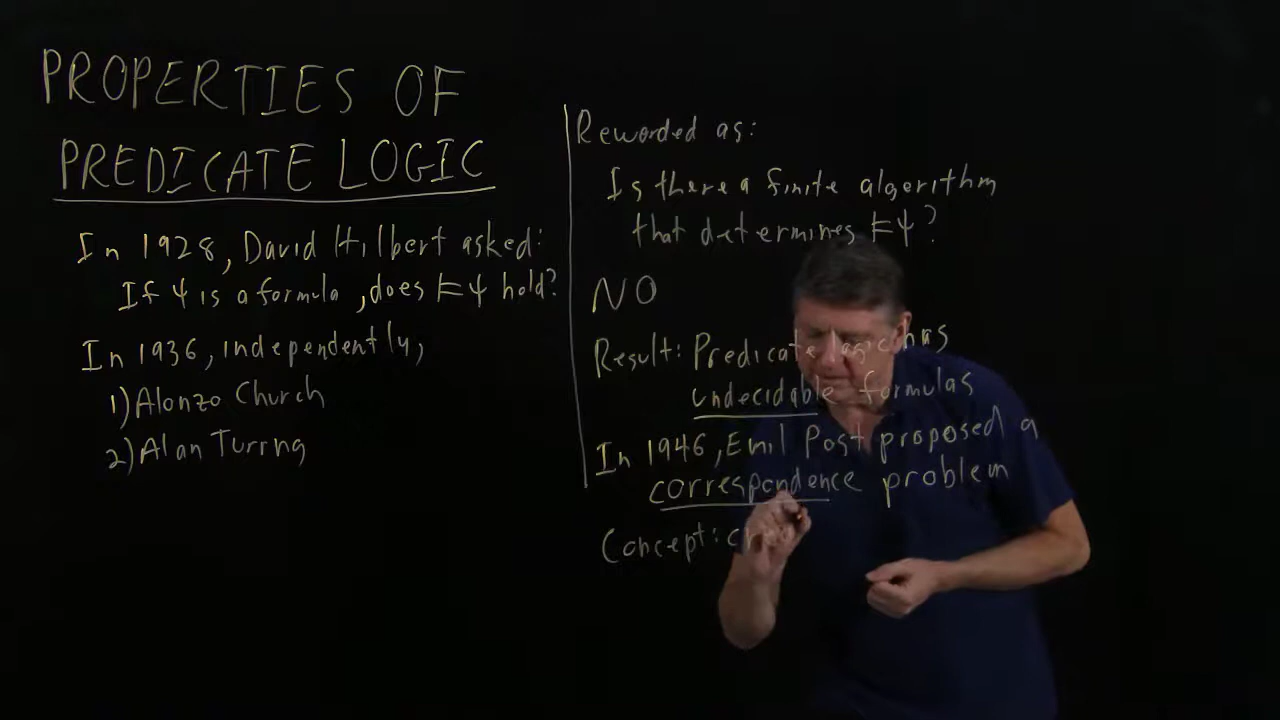 PROPERTIES OF
PREDICATE LOGIC
In 1928, David Hilbert asked:
If ψ is a formula, does ⊨ψ hold?
In 1936, independently,
1) Alonzo Church
2) Alan Turing
Reworded as:
Is there a finite algorithm
that determines ⊨ψ?
NO
Result: Predicate logic has
undecidable formulas
In 1946, Emil Post proposed a
correspondence problem
Concept: